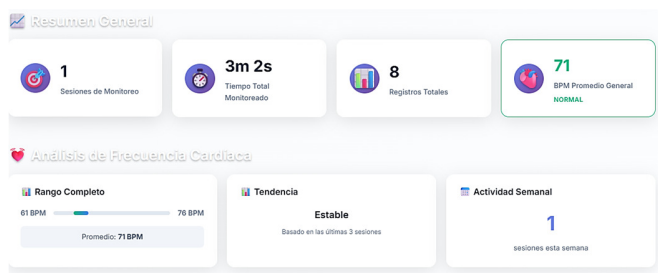 Resumen General
1
Sesiones de Monitoreo
3m 2s
Tiempo Total
Monitoreado
8
Registros Totales
71
BPM Promedio General
NORMAL
Análisis de Frecuencia Cardíaca
Rango Completo
61 BPM
76 BPM
Promedio: 71 BPM
Tendencia
Estable
Basado en las últimas 3 sesiones
Actividad Semanal
1
sesiones esta semana